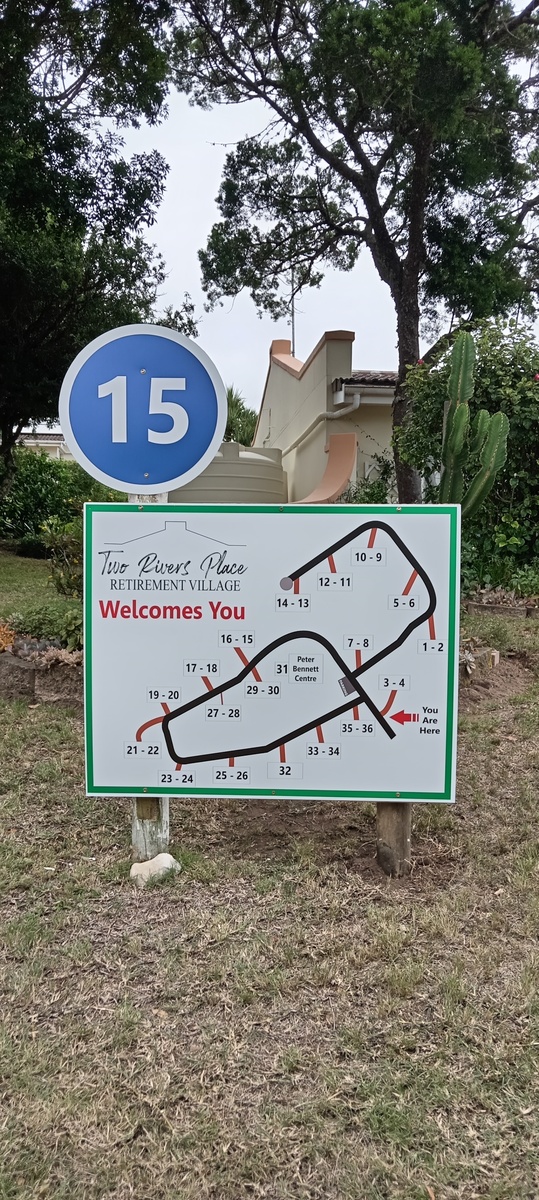 15
Two Rivers Place
RETIREMENT VILLAGE
Welcomes You
10 - 9
12 - 11
14 - 13
5 - 6
1 - 2
16 - 15
7 - 8
31
Peter
Bennett
Centre
17 - 18
29 - 30
3 - 4
19 - 20
27 - 28
You
Are
Here
35 - 36
21 - 22
33 - 34
32
23 - 24
25 - 26